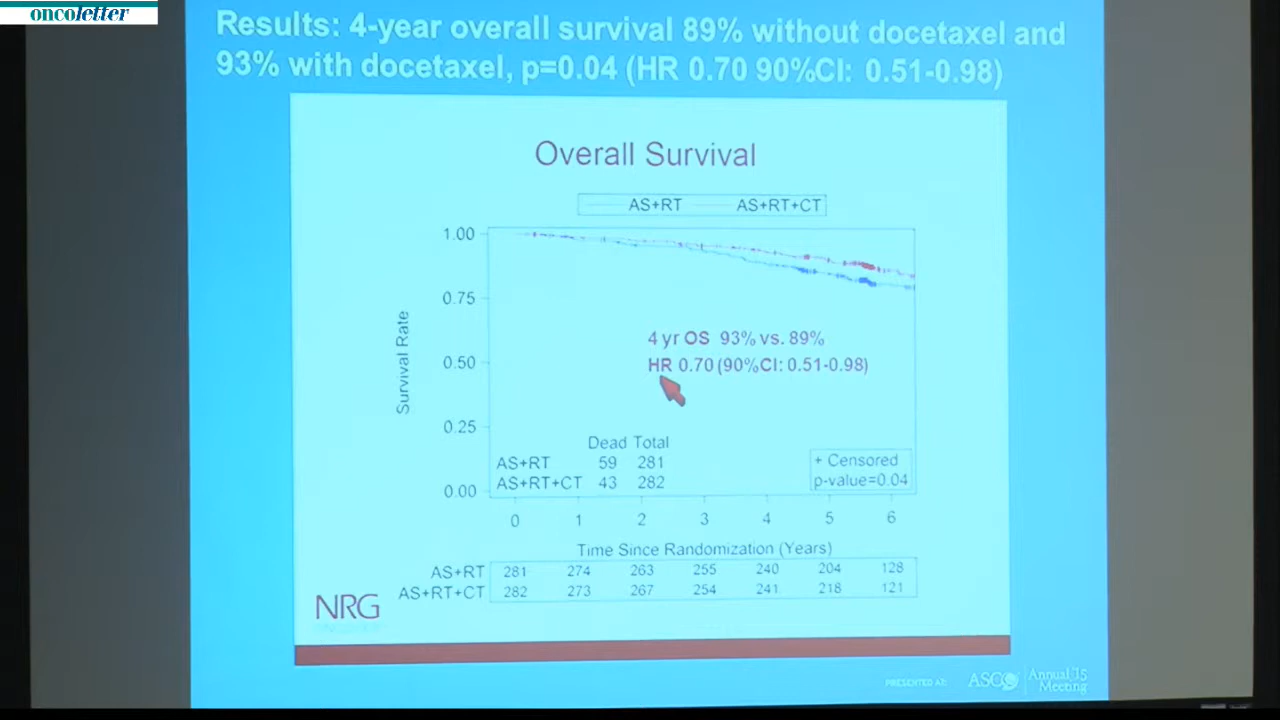 oncoletter
Results: 4-year overall survival 89% without docetaxel and
93% with docetaxel, p=0.04 (HR 0.70 90%CI: 0.51-0.98)
Overall Survival
AS+RT AS+RT+CT
1.00
0.75
0.50
0.25
0.00
Survival Rate
4 yr OS 93% vs. 89%
HR 0.70 (90%CI: 0.51-0.98)
Dead Total
AS+RT 59 281
AS+RT+CT 43 282
+ Censored
p-value=0.04
0 1 2 3 4 5 6
Time Since Randomization (Years)
AS+RT 281 274 263 255 240 204 128
AS+RT+CT 282 273 267 254 241 218 121
NRG
PRESENTED AT:
ASCO
Annual '15
Meeting